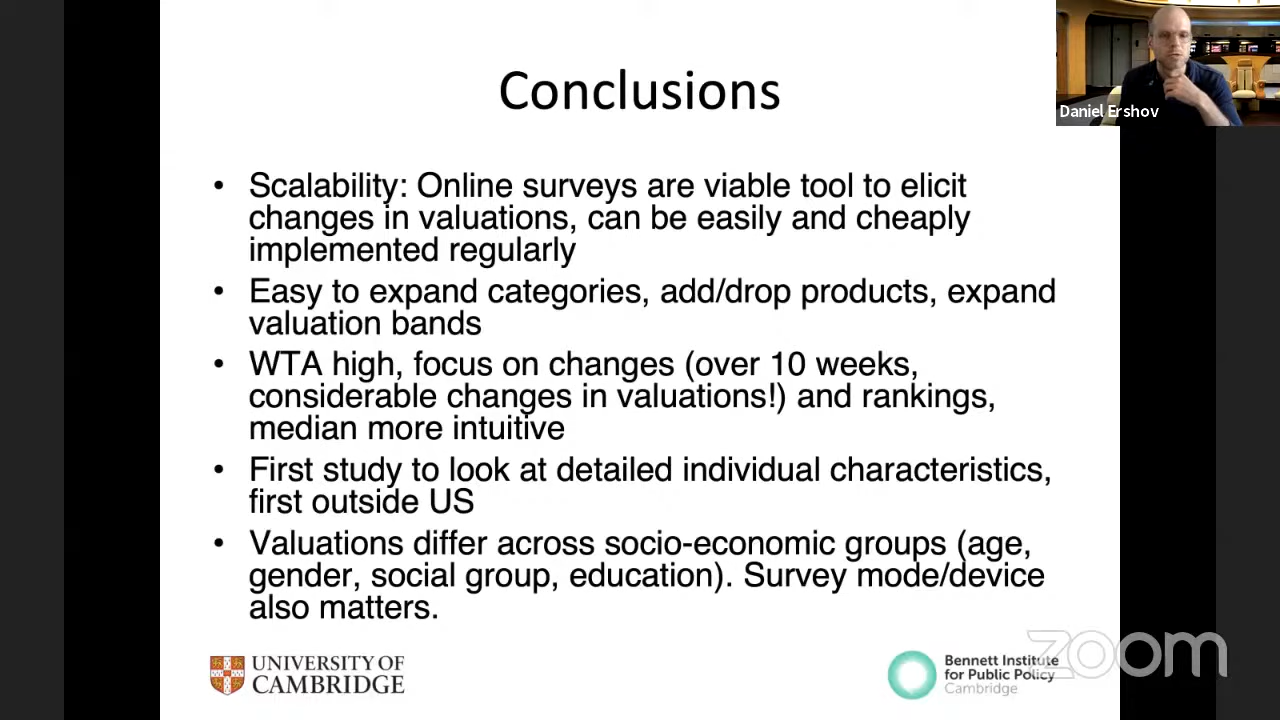 Conclusions
Daniel Ershov
• Scalability: Online surveys are viable tool to elicit
changes in valuations, can be easily and cheaply
implemented regularly
• Easy to expand categories, add/drop products, expand
valuation bands
• WTA high, focus on changes (over 10 weeks,
considerable changes in valuations!) and rankings,
median more intuitive
• First study to look at detailed individual characteristics,
first outside US
• Valuations differ across socio-economic groups (age,
gender, social group, education). Survey mode/device
also matters.
UNIVERSITY OF
CAMBRIDGE
Bennett Institute
for Public Policy
Cambridge
zoom